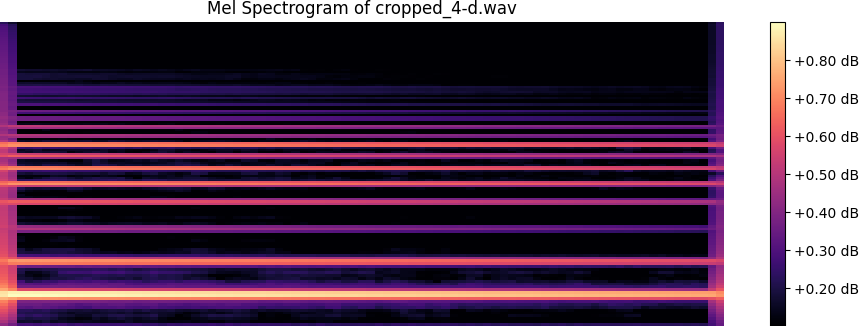 Mel Spectrogram of cropped_4-d.wav
+0.80 dB
+0.70 dB
+0.60 dB
+0.50 dB
+0.40 dB
+0.30 dB
+0.20 dB